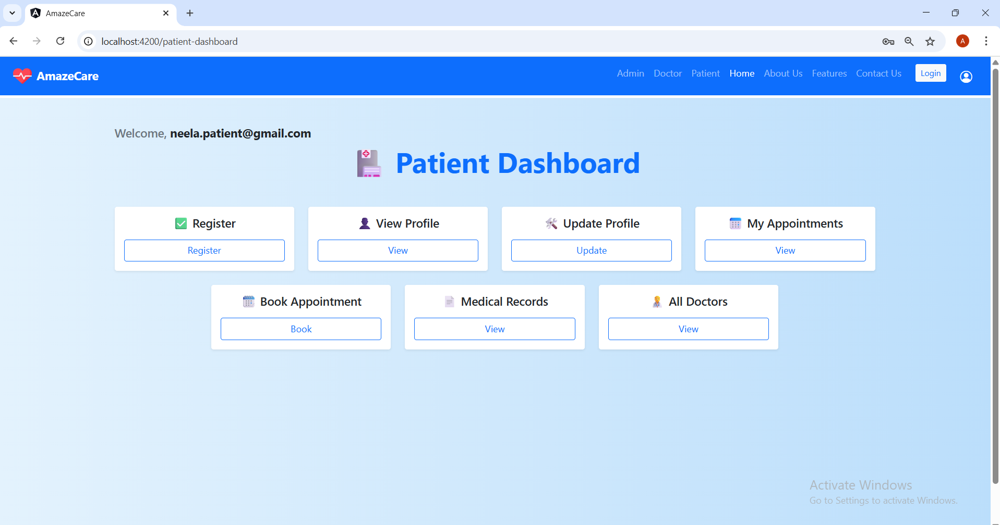 AmazeCare
localhost:4200/patient-dashboard
A
AmazeCare
Admin Doctor Patient Home About Us Features Contact Us Login
Welcome, neela.patient@gmail.com
Patient Dashboard
Register View Profile Update Profile My Appointments
Register View Update View
Book Appointment Medical Records All Doctors
Book View View
Activate Windows
Go to Settings to activate Windows.